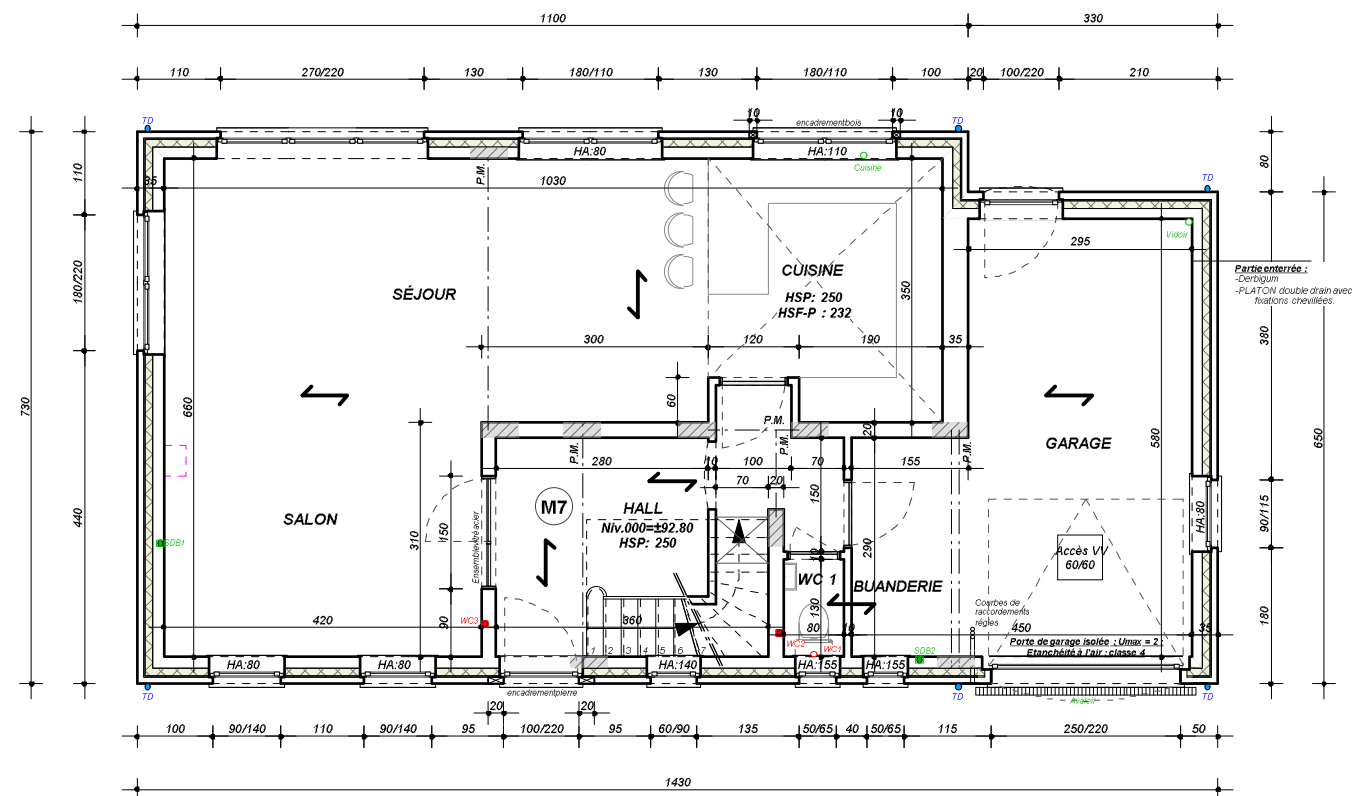 1100
330
110
270/220
130
180/110
130
180/110
100
20
100/220
210
10
10
encadrementbois
TD
TD
TD
HA:80
HA:110
Cuisine
P.M.
35
1030
730
110
180/220
440
80
380
90/115
180
650
Vidoir
295
Partie enterrée :
-Derbigum
-PLATON double drain avec
fixations chevillées.
SÉJOUR
CUISINE
HSP: 250
HSF-P : 232
350
300
120
190
35
660
60
580
GARAGE
P.M.
P.M.
P.M.
P.M.
20
280
10
100
70
155
70
20
150
310
150
90
290
M7
HALL
Niv.000=±92.80
HSP: 250
SALON
SDB1
HA:80
Accès VV
60/60
WC 1
BUANDERIE
130
80
10
Courbes de
raccordements
réglés
420
WC3
360
WC2
WC1
450
35
Porte de garage isolée : Umax = 2
Etanchéité à l'air : classe 4
1
2
3
4
5
6
7
SDB2
HA:80
HA:80
HA:140
HA:155
HA:155
TD
TD
TD
encadrementpierre
Avaloir
20
20
100
90/140
110
90/140
95
100/220
95
60/90
135
50/65
40
50/65
115
250/220
50
1430